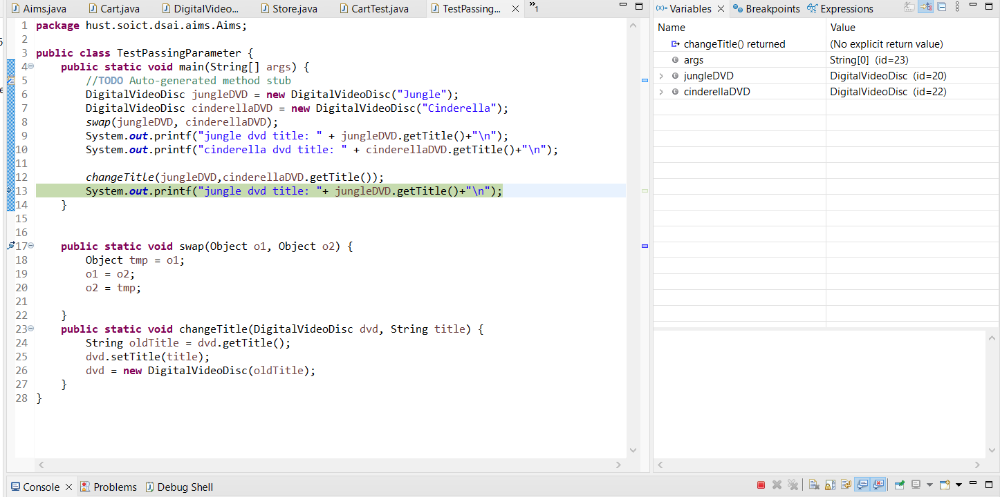 Aims.java Cart.java DigitalVideo... Store.java CartTest.java TestPassing... »1
1 package hust.soict.dsai.aims.Aims;
2
3 public class TestPassingParameter {
4 public static void main(String[] args) {
5 //TODO Auto-generated method stub
6 DigitalVideoDisc jungleDVD = new DigitalVideoDisc("Jungle");
7 DigitalVideoDisc cinderellaDVD = new DigitalVideoDisc("Cinderella");
8 swap(jungleDVD, cinderellaDVD);
9 System.out.printf("jungle dvd title: " + jungleDVD.getTitle()+"\n");
10 System.out.printf("cinderella dvd title: " + cinderellaDVD.getTitle()+"\n");
11
12 changeTitle(jungleDVD,cinderellaDVD.getTitle());
13 System.out.printf("jungle dvd title: "+ jungleDVD.getTitle()+"\n");
14 }
15
16
17 public static void swap(Object o1, Object o2) {
18 Object tmp = o1;
19 o1 = o2;
20 o2 = tmp;
21
22 }
23 public static void changeTitle(DigitalVideoDisc dvd, String title) {
24 String oldTitle = dvd.getTitle();
25 dvd.setTitle(title);
26 dvd = new DigitalVideoDisc(oldTitle);
27 }
28 }
(x)= Variables Breakpoints Expressions
Name Value
changeTitle() returned (No explicit return value)
args String[0] (id=23)
jungleDVD DigitalVideoDisc (id=20)
cinderellaDVD DigitalVideoDisc (id=22)
Console Problems Debug Shell